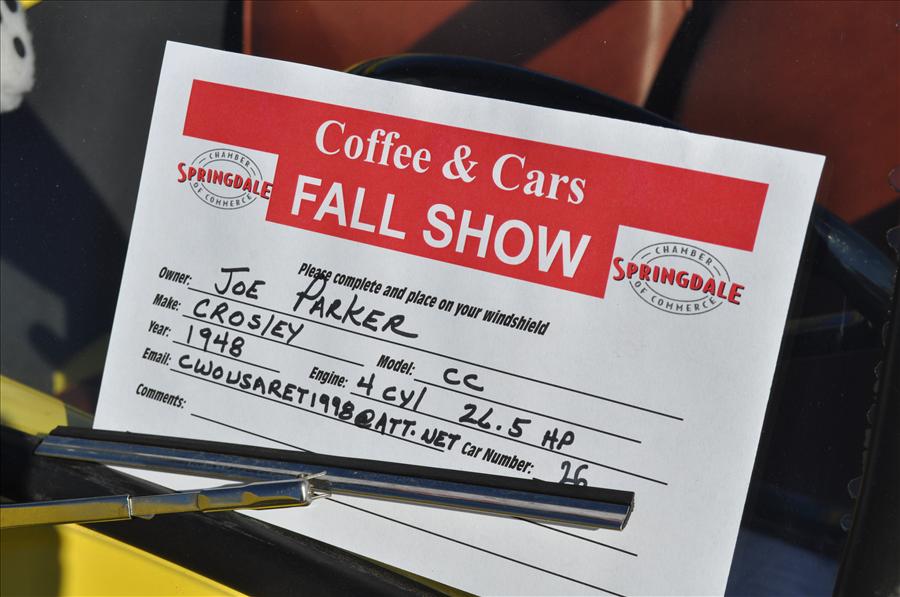 Coffee & Cars
FALL SHOW
CHAMBER
SPRINGDALE
OF COMMERCE
CHAMBER
SPRINGDALE
OF COMMERCE
Please complete and place on your windshield
Owner: JOE PARKER
Make: CROSLEY Model: CC
Year: 1948 Engine: 4 CYL 26.5 HP
Email: CWOUSARET1998@ATT.NET Car Number: 26
Comments: